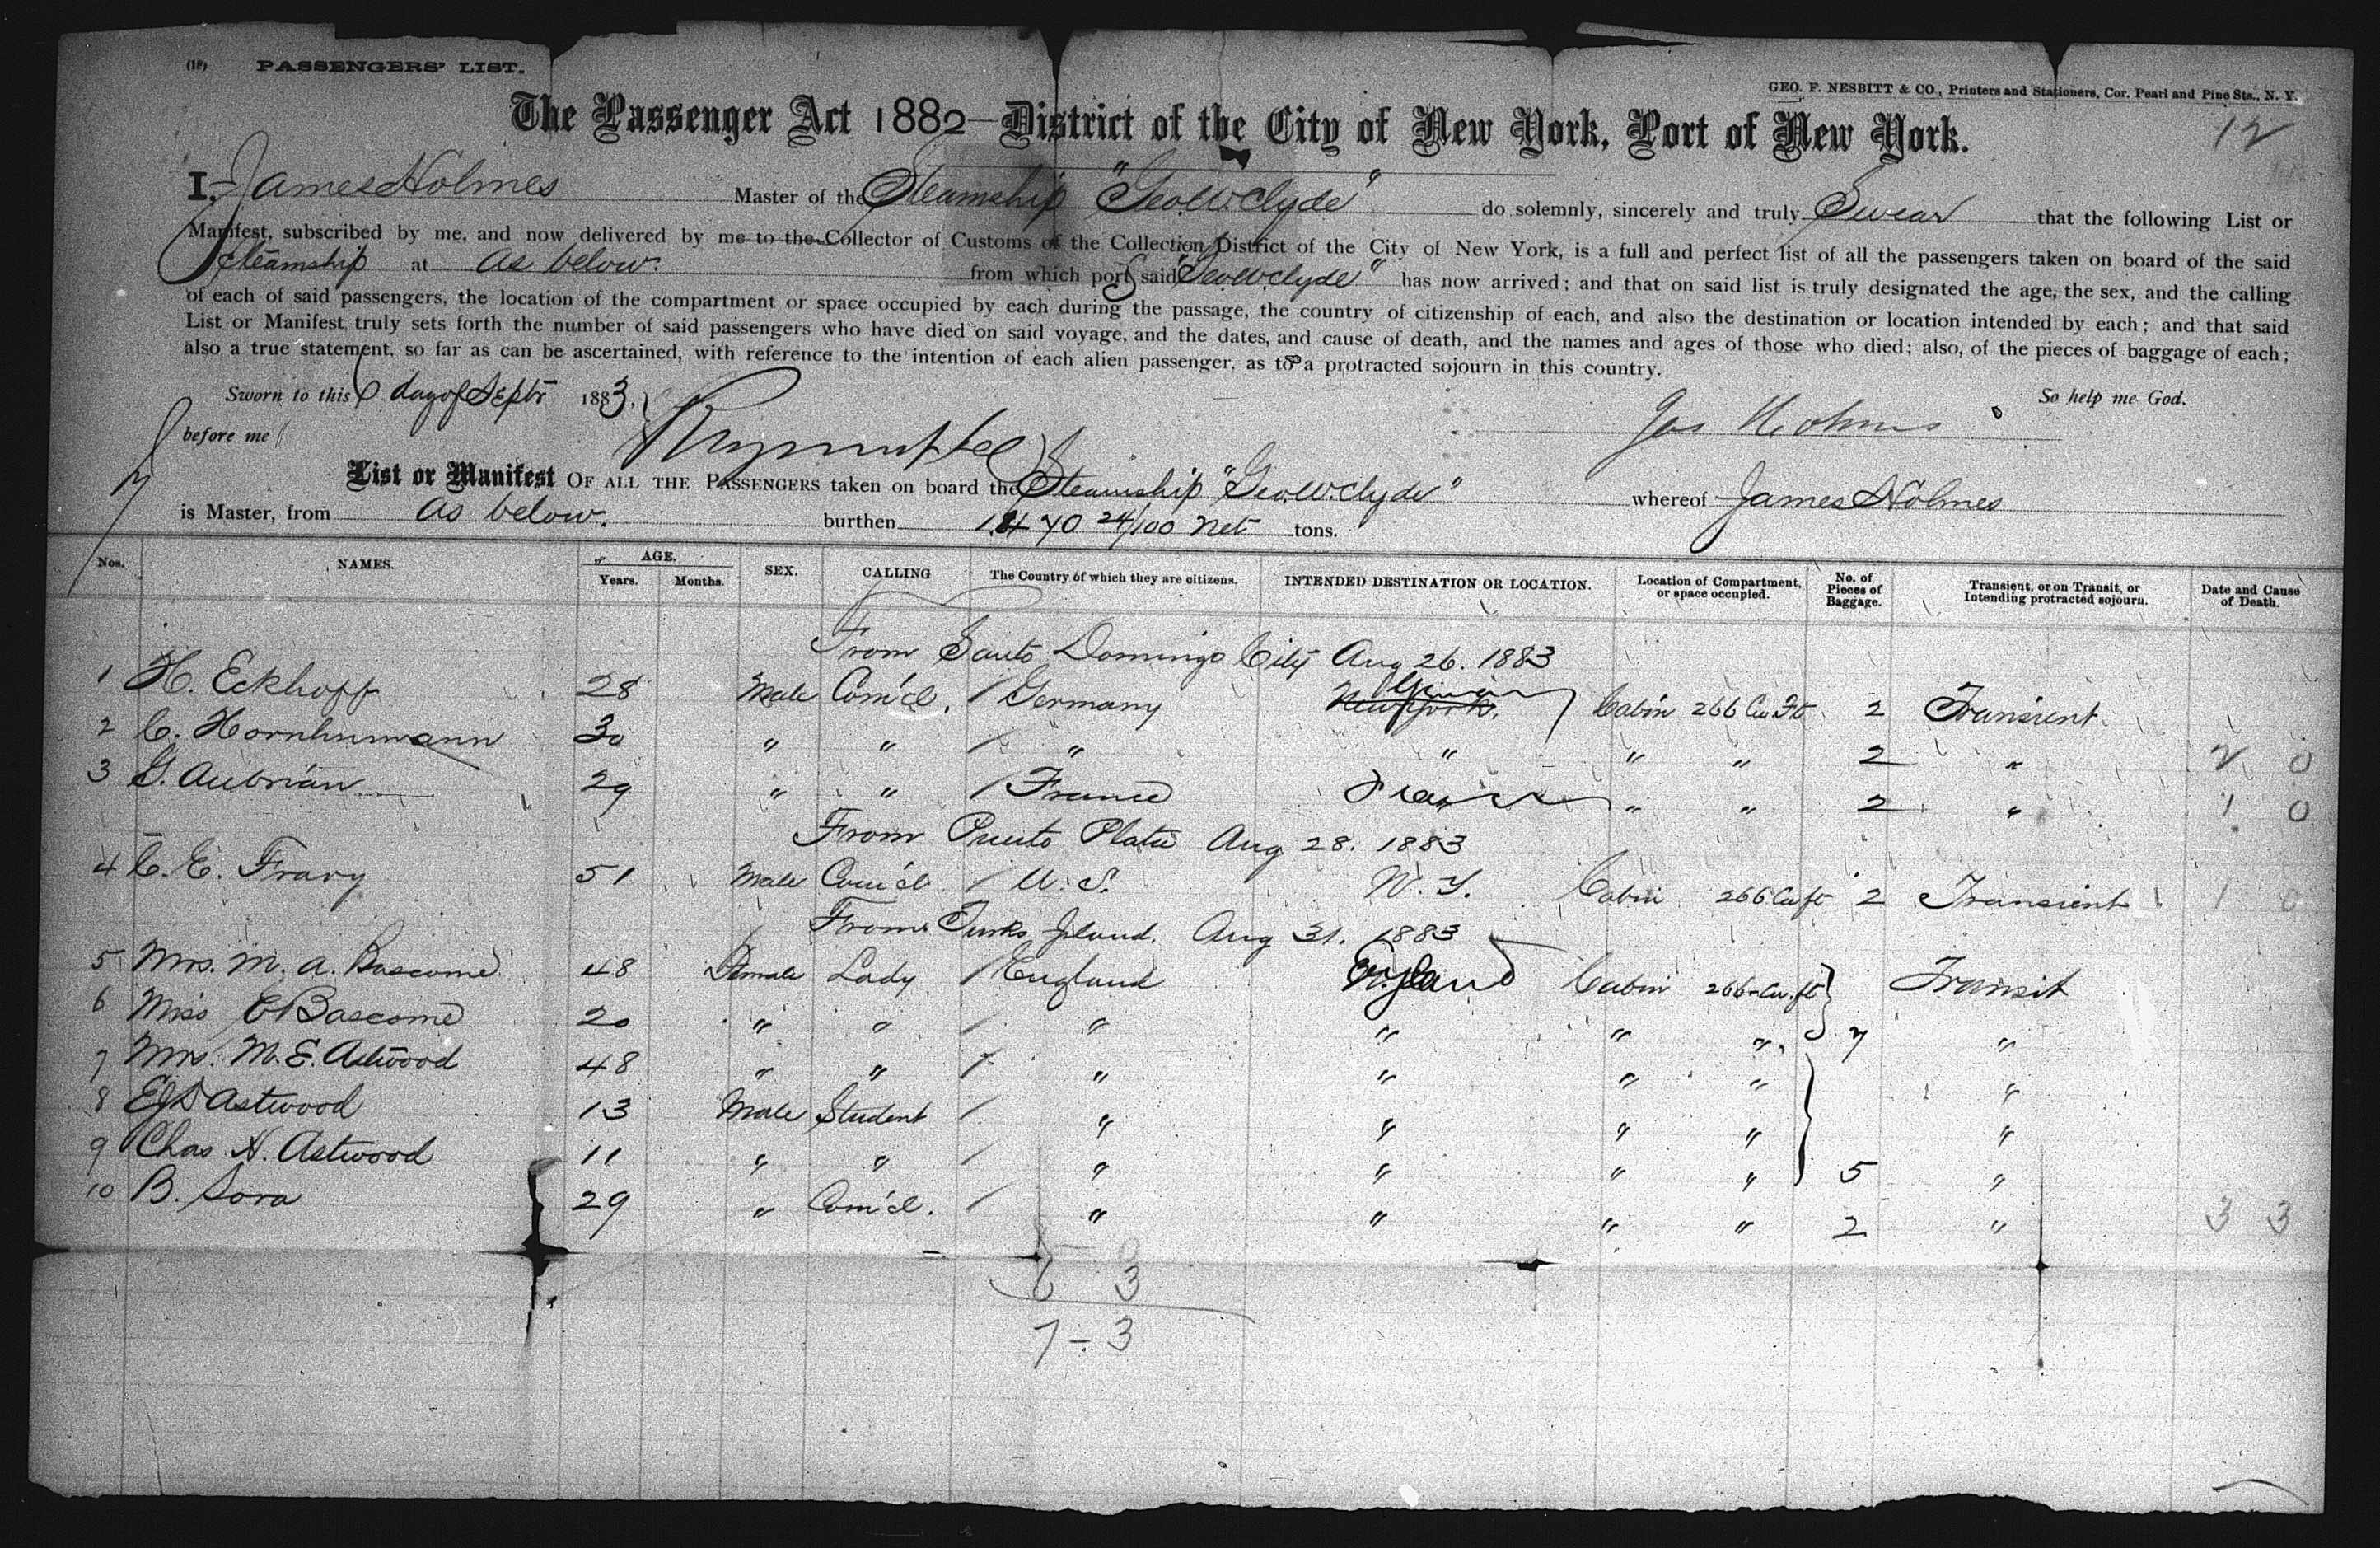 (18) PASSENGERS' LIST.
GEO. F. NESBITT & CO., Printers and Stationers, Cor. Pearl and Pine Sts., N. Y.
The Passenger Act 1882 — District of the City of New York, Port of New York.
12
I, James Holmes Master of the Steamship "Geo. W. Clyde" do solemnly, sincerely and truly Swear that the following List or
Manifest, subscribed by me, and now delivered by me to the Collector of Customs of the Collection District of the City of New York, is a full and perfect list of all the passengers taken on board of the said
Steamship at as below. from which port said "Geo. W. Clyde" has now arrived; and that on said list is truly designated the age, the sex, and the calling
of each of said passengers, the location of the compartment or space occupied by each during the passage, the country of citizenship of each, and also the destination or location intended by each; and that said
List or Manifest truly sets forth the number of said passengers who have died on said voyage, and the dates, and cause of death, and the names and ages of those who died; also, of the pieces of baggage of each;
also a true statement, so far as can be ascertained, with reference to the intention of each alien passenger, as to a protracted sojourn in this country.
Sworn to this 6 day of Septr 1883, So help me God.
before me Jas Holmes
List or Manifest OF ALL THE PASSENGERS taken on board the Steamship "Geo. W. Clyde" whereof James Holmes
is Master, from as below. burthen 24/100 net tons.
Nos. NAMES. AGE. Years. Months. SEX. CALLING The Country of which they are citizens. INTENDED DESTINATION OR LOCATION. Location of Compartment, or space occupied. No. of Pieces of Baggage. Transient, or on Transit, or Intending protracted sojourn. Date and Cause of Death.
From Santo Domingo City Aug 26. 1883
1 H. Eckhoff 28 Male Com'cl. / Germany New York. Cabin 266 Cu Ft 2 Transient
2 C. 30 " " / " " " " 2 " 2 0
3 G. Aubrian 29 " " / France France " " 2 " 1 0
From Puerto Plata Aug 28. 1883
4 C. E. Frary 51 Male Com'cl / U. S. N. Y. Cabin 266 Cu ft 2 Transient 1 0
From Turks Island. Aug 31. 1883
5 Mrs. M. A. Bascome 48 Female Lady / England England Cabin 266 Cu. ft Transit
6 Miss E Bascome 20 " " / " " " " 7 "
7 Mrs. M. E. Astwood 48 " " / " " " " "
8 Astwood 13 Male Student / " " " " "
9 Chas H. Astwood 11 " " / " " " " 5 "
10 B. Sora 29 " Com'cl. / " " " " 2 " 3 3
6 3
7 - 3